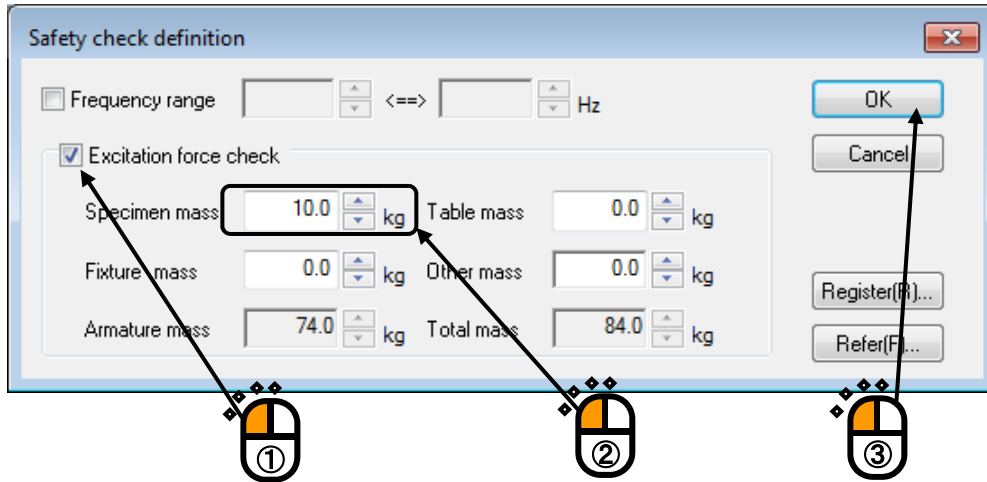 Safety check definition
Frequency range <==> Hz
OK
Excitation force check
Cancel
Specimen mass 10.0 kg Table mass 0.0 kg
Fixture mass 0.0 kg Other mass 0.0 kg
Register(R)...
Armature mass 74.0 kg Total mass 84.0 kg
Refer(F)...
① ② ③